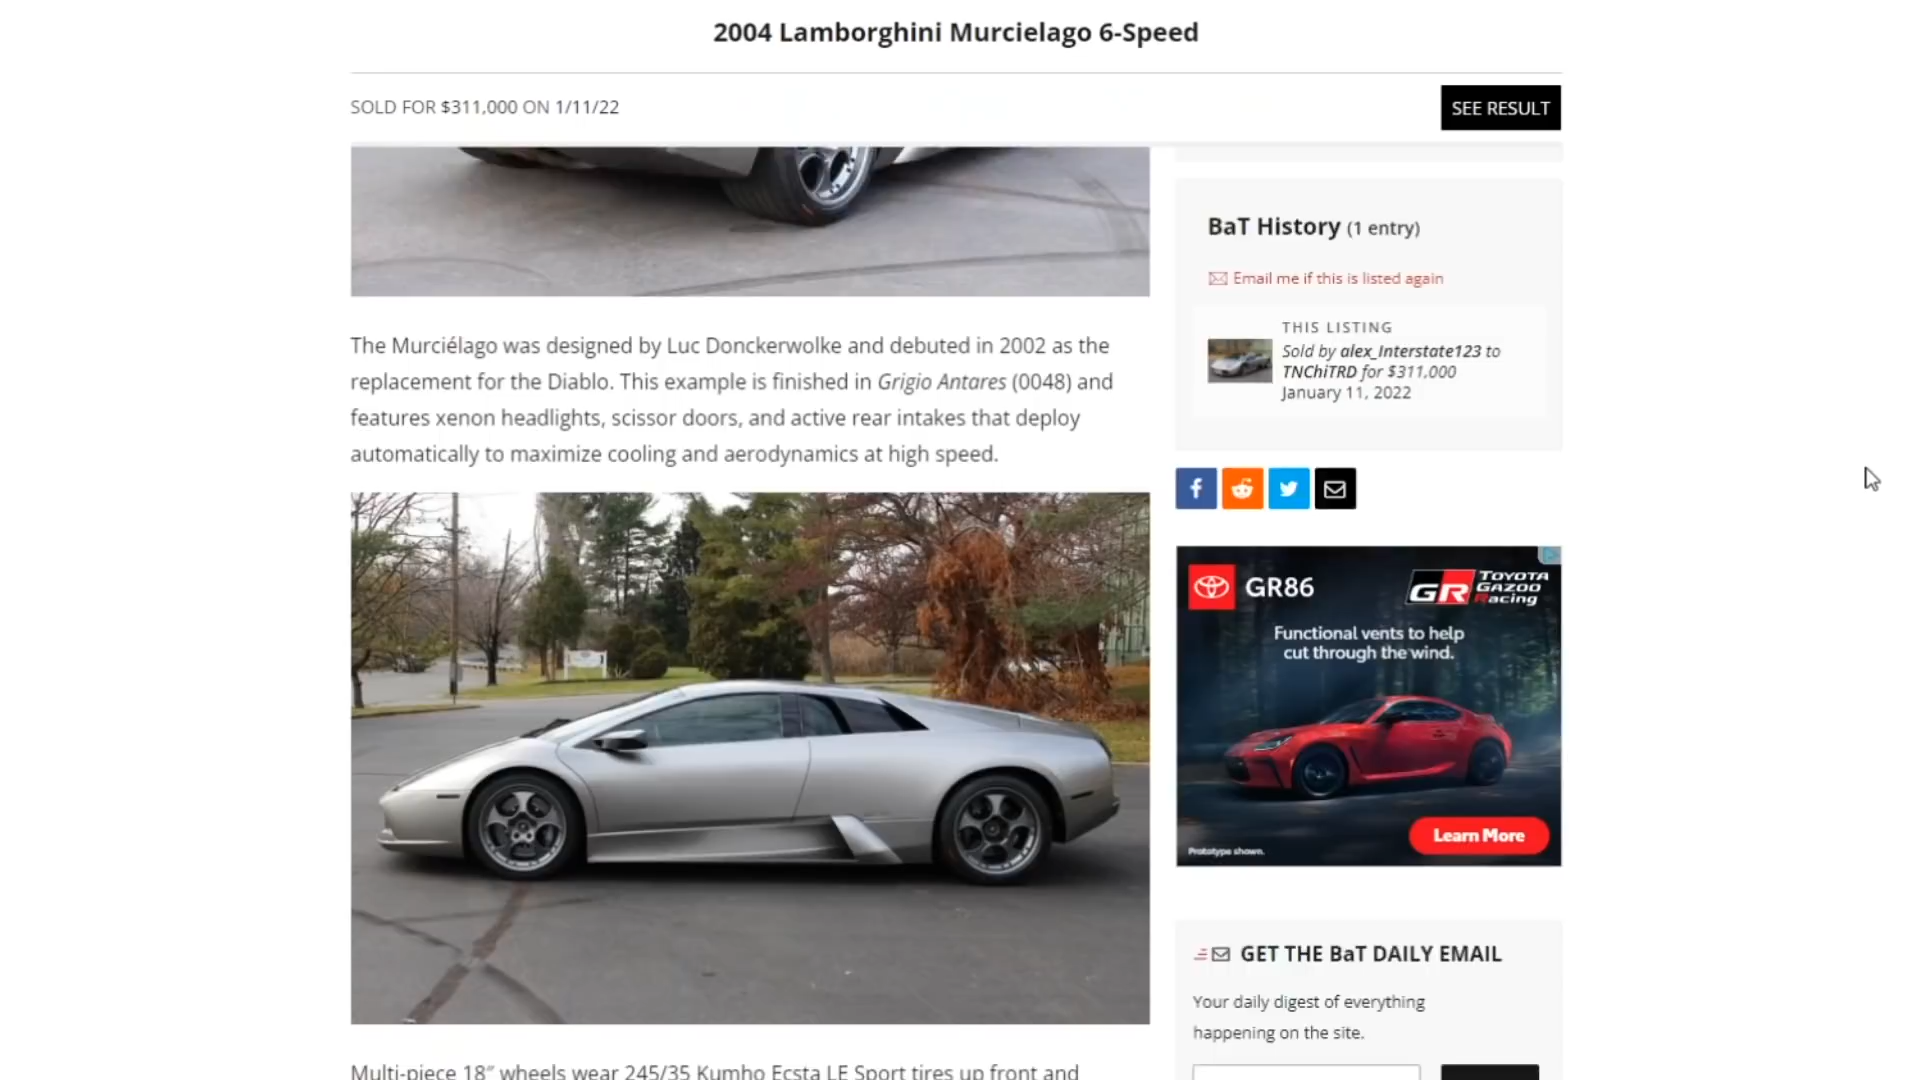 2004 Lamborghini Murcielago 6-Speed
SOLD FOR $311,000 ON 1/11/22
SEE RESULT
The Murciélago was designed by Luc Donckerwolke and debuted in 2002 as the
replacement for the Diablo. This example is finished in Grigio Antares (0048) and
features xenon headlights, scissor doors, and active rear intakes that deploy
automatically to maximize cooling and aerodynamics at high speed.
Multi-piece 18″ wheels wear 245/35 Kumho Ecsta LE Sport tires up front and
BaT History (1 entry)
Email me if this is listed again
THIS LISTING
Sold by alex_Interstate123 to
TNChiTRD for $311,000
January 11, 2022
GR86
GR TOYOTA
GAZOO
Racing
Functional vents to help
cut through the wind.
Learn More
Prototype shown.
GET THE BaT DAILY EMAIL
Your daily digest of everything
happening on the site.